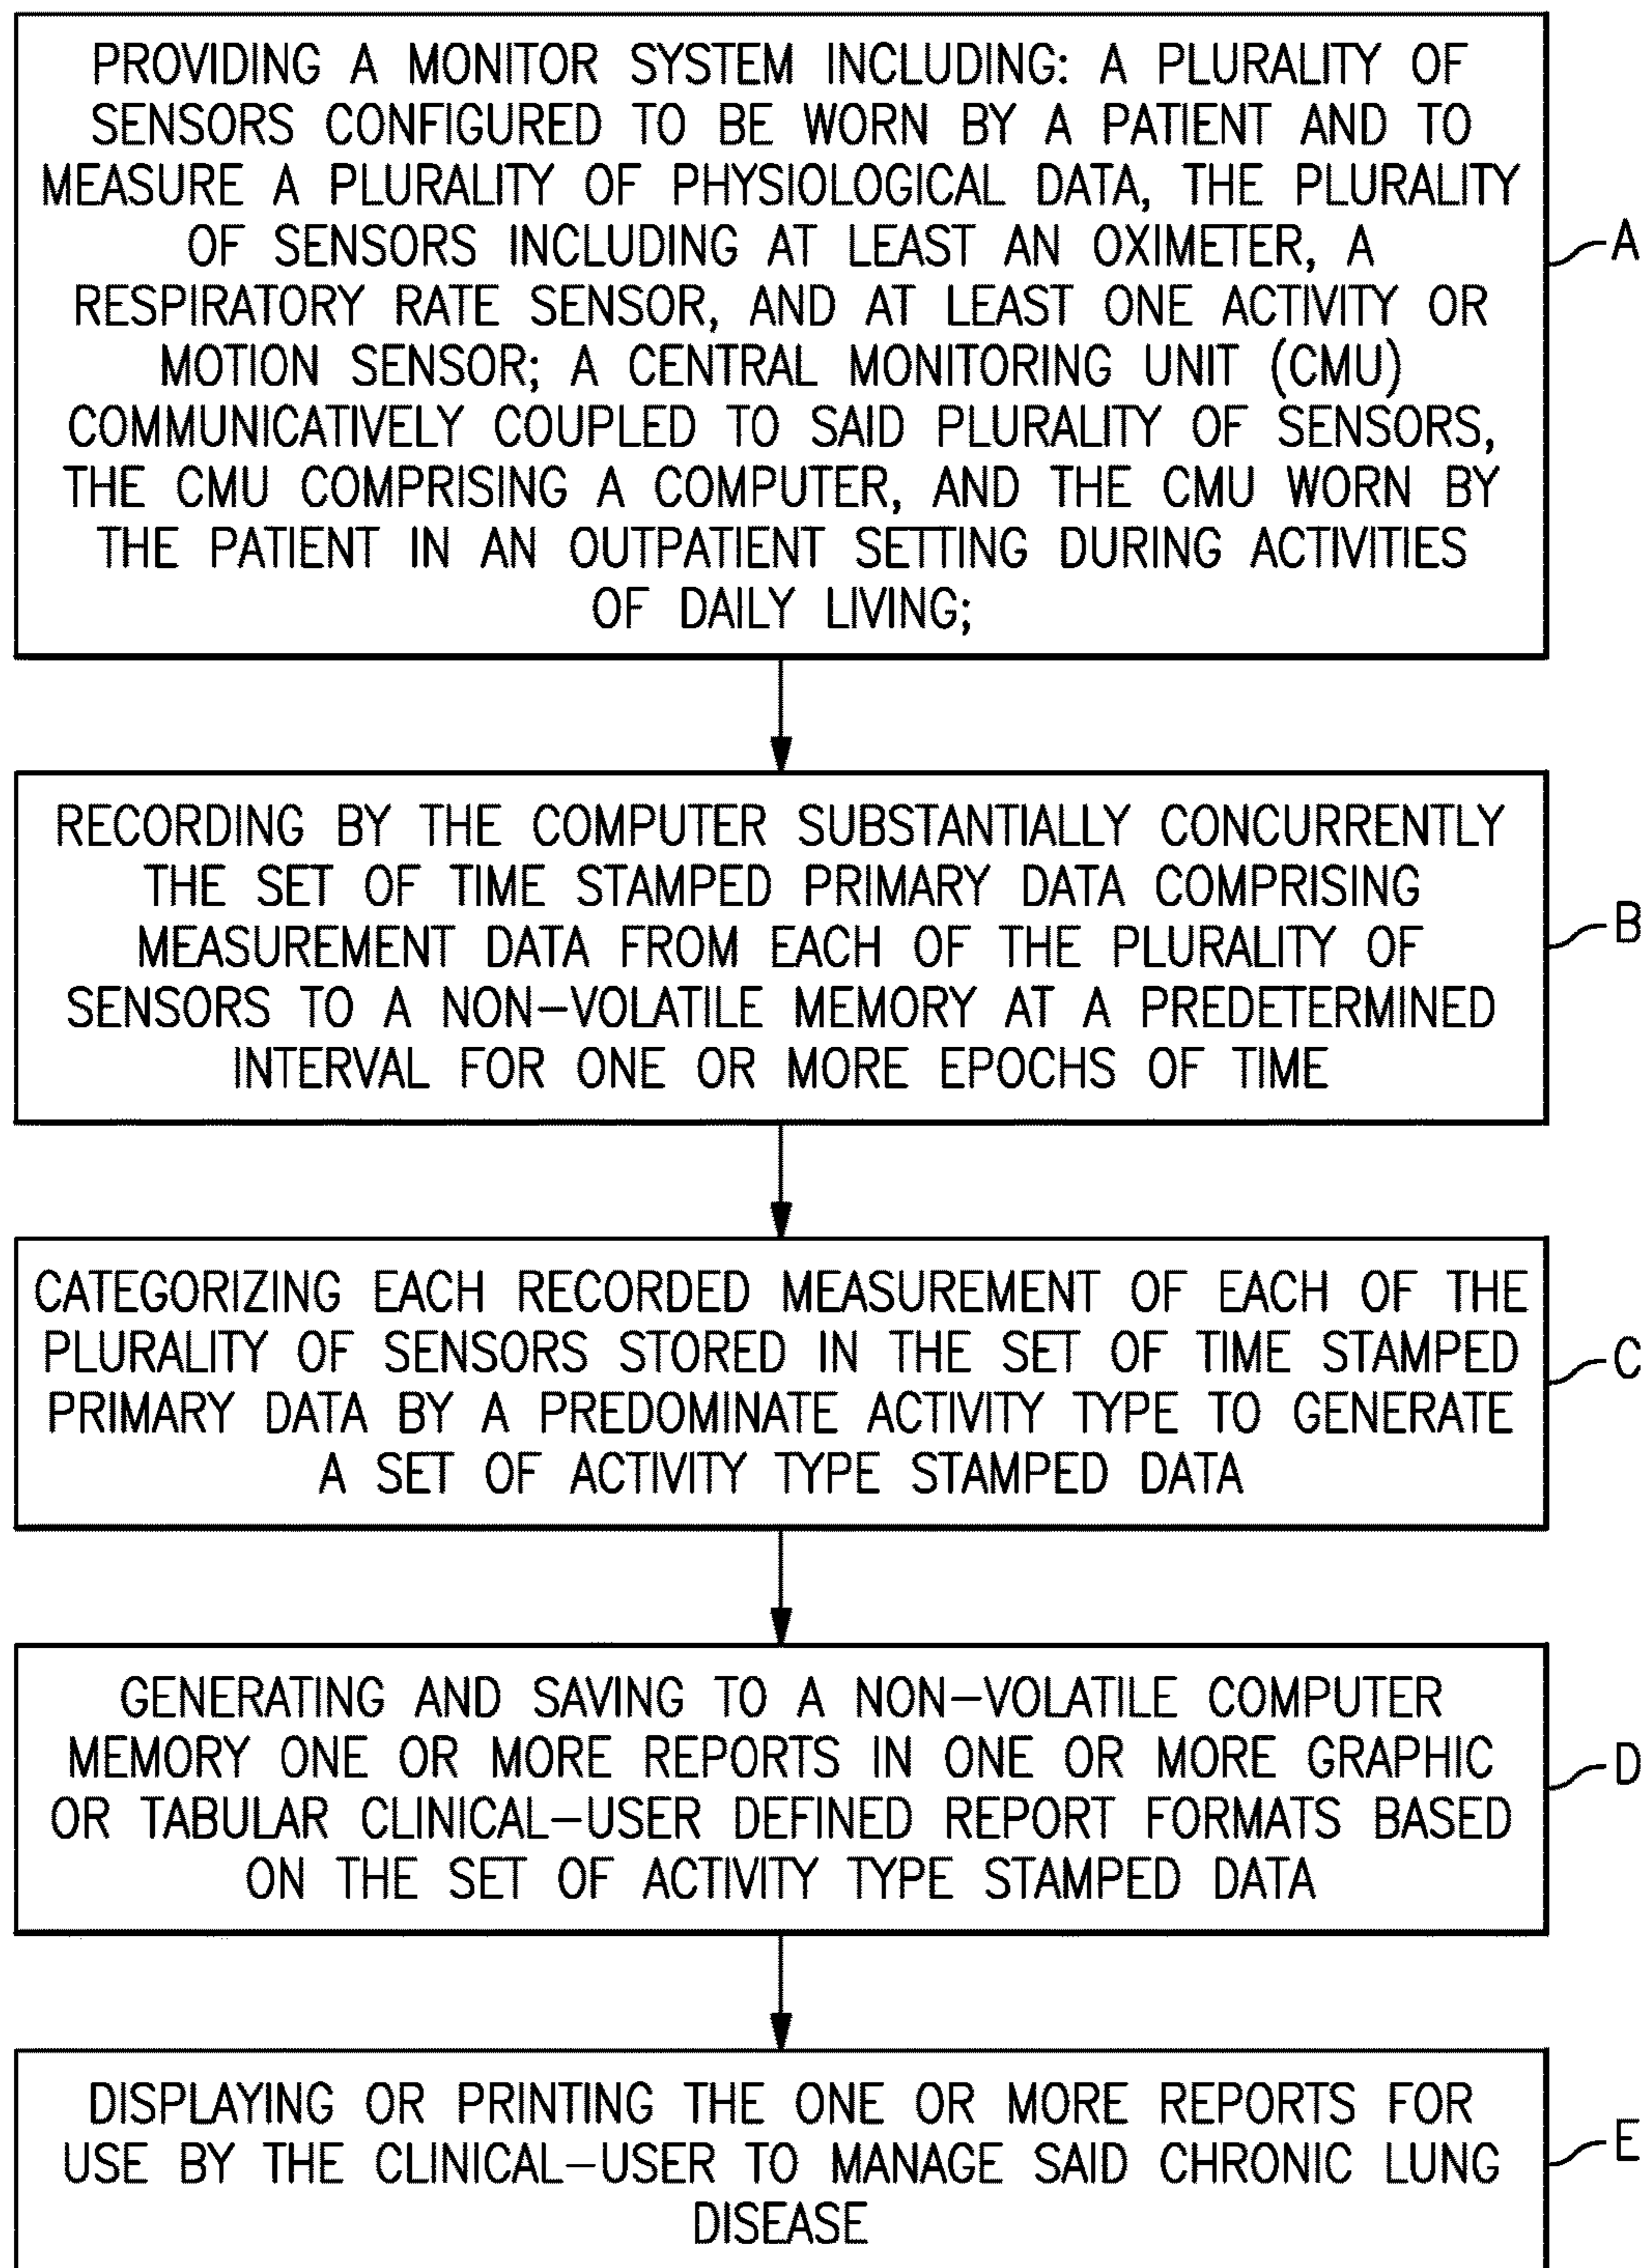 PROVIDING A MONITOR SYSTEM INCLUDING: A PLURALITY OF
SENSORS CONFIGURED TO BE WORN BY A PATIENT AND TO
MEASURE A PLURALITY OF PHYSIOLOGICAL DATA, THE PLURALITY
OF SENSORS INCLUDING AT LEAST AN OXIMETER, A
RESPIRATORY RATE SENSOR, AND AT LEAST ONE ACTIVITY OR
MOTION SENSOR; A CENTRAL MONITORING UNIT (CMU)
COMMUNICATIVELY COUPLED TO SAID PLURALITY OF SENSORS,
THE CMU COMPRISING A COMPUTER, AND THE CMU WORN BY
THE PATIENT IN AN OUTPATIENT SETTING DURING ACTIVITIES
OF DAILY LIVING;
A
RECORDING BY THE COMPUTER SUBSTANTIALLY CONCURRENTLY
THE SET OF TIME STAMPED PRIMARY DATA COMPRISING
MEASUREMENT DATA FROM EACH OF THE PLURALITY OF
SENSORS TO A NON-VOLATILE MEMORY AT A PREDETERMINED
INTERVAL FOR ONE OR MORE EPOCHS OF TIME
B
CATEGORIZING EACH RECORDED MEASUREMENT OF EACH OF THE
PLURALITY OF SENSORS STORED IN THE SET OF TIME STAMPED
PRIMARY DATA BY A PREDOMINATE ACTIVITY TYPE TO GENERATE
A SET OF ACTIVITY TYPE STAMPED DATA
C
GENERATING AND SAVING TO A NON-VOLATILE COMPUTER
MEMORY ONE OR MORE REPORTS IN ONE OR MORE GRAPHIC
OR TABULAR CLINICAL-USER DEFINED REPORT FORMATS BASED
ON THE SET OF ACTIVITY TYPE STAMPED DATA
D
DISPLAYING OR PRINTING THE ONE OR MORE REPORTS FOR
USE BY THE CLINICAL-USER TO MANAGE SAID CHRONIC LUNG
DISEASE
E